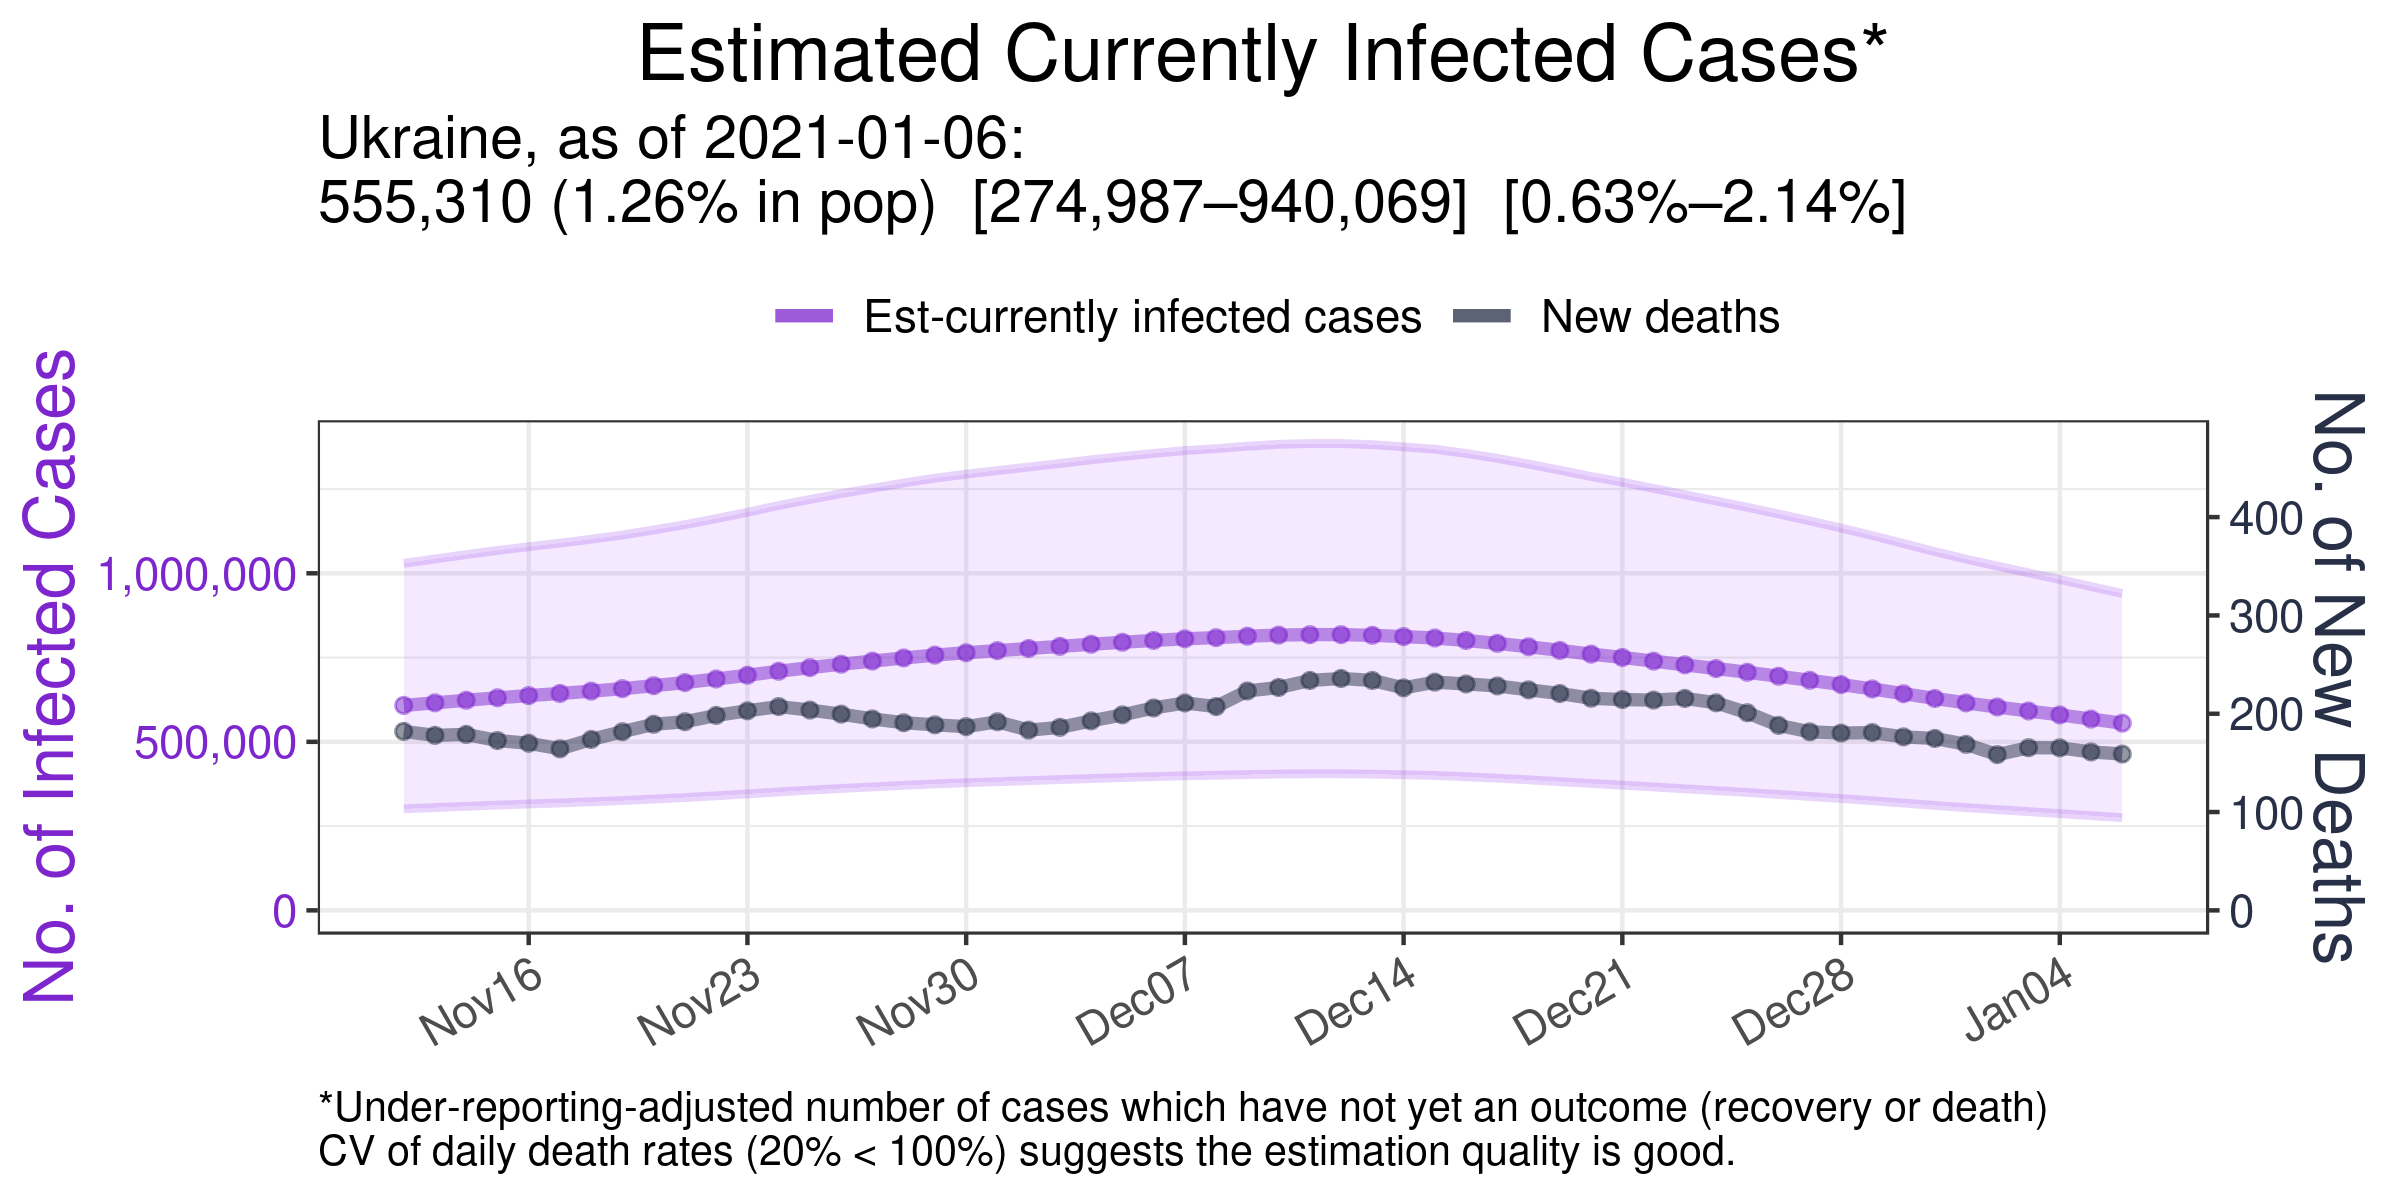 Estimated Currently Infected Cases*
Ukraine, as of 2021-01-06:
555,310 (1.26% in pop) [274,987–940,069] [0.63%–2.14%]
Est-currently infected cases New deaths
No. of Infected Cases
1,000,000
500,000
0
400
300
200
100
0
No. of New Deaths
Nov16 Nov23 Nov30 Dec07 Dec14 Dec21 Dec28 Jan04
*Under-reporting-adjusted number of cases which have not yet an outcome (recovery or death)
CV of daily death rates (20% < 100%) suggests the estimation quality is good.